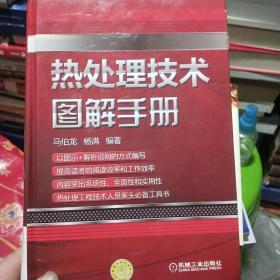 热处理技术
图解手册
马伯龙 杨满 编著
以图示+解析说明的方式编写
提高读者的阅读效率和工作效率
内容突出系统性、全面性和实用性
热处理工程技术人员案头必备工具书
机械工业出版社
CHINA MACHINE PRESS